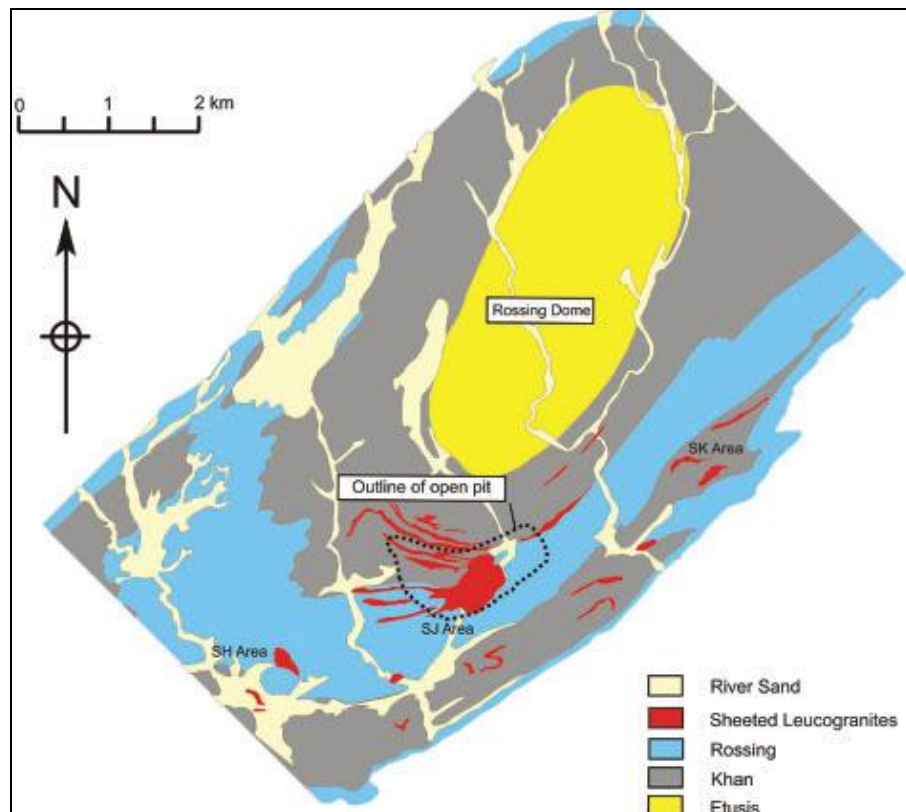 0 1 2 km
N
Rossing Dome
SK Area
Outline of open pit
SJ Area
SH Area
River Sand
Sheeted Leucogranites
Rossing
Khan
Etusis